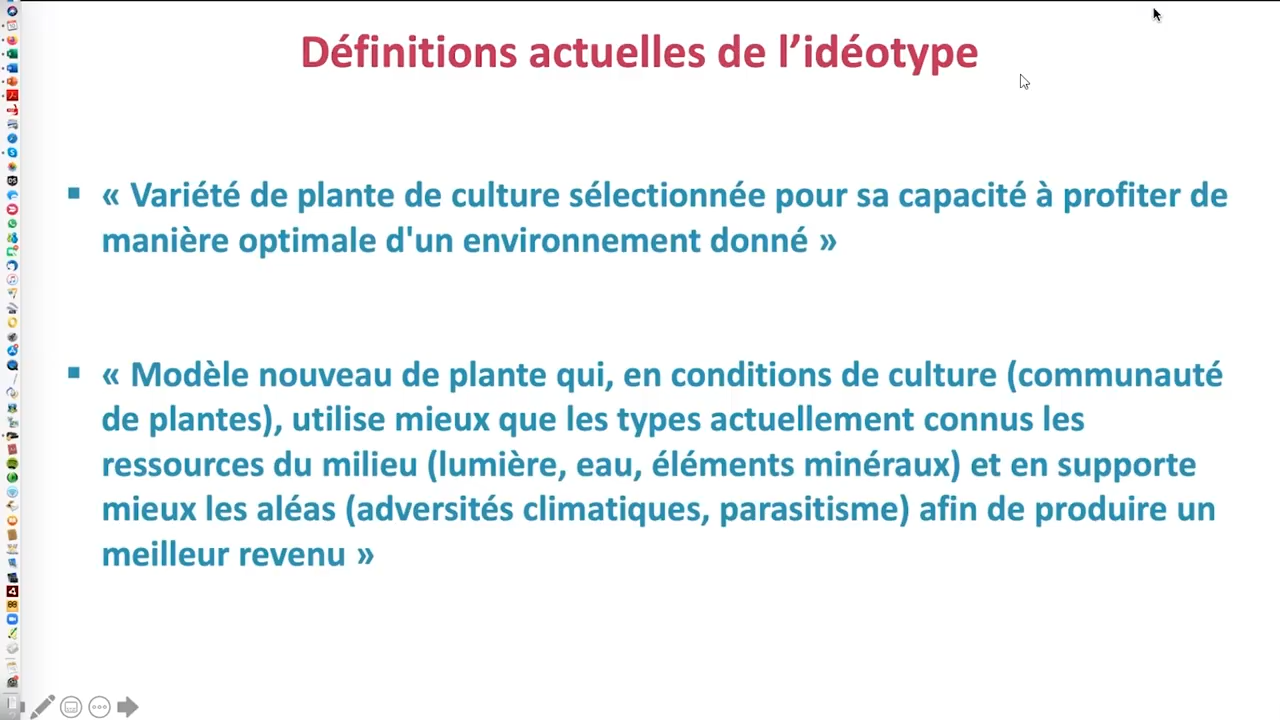 Définitions actuelles de l’idéotype
« Variété de plante de culture sélectionnée pour sa capacité à profiter de
manière optimale d'un environnement donné »
« Modèle nouveau de plante qui, en conditions de culture (communauté
de plantes), utilise mieux que les types actuellement connus les
ressources du milieu (lumière, eau, éléments minéraux) et en supporte
mieux les aléas (adversités climatiques, parasitisme) afin de produire un
meilleur revenu »